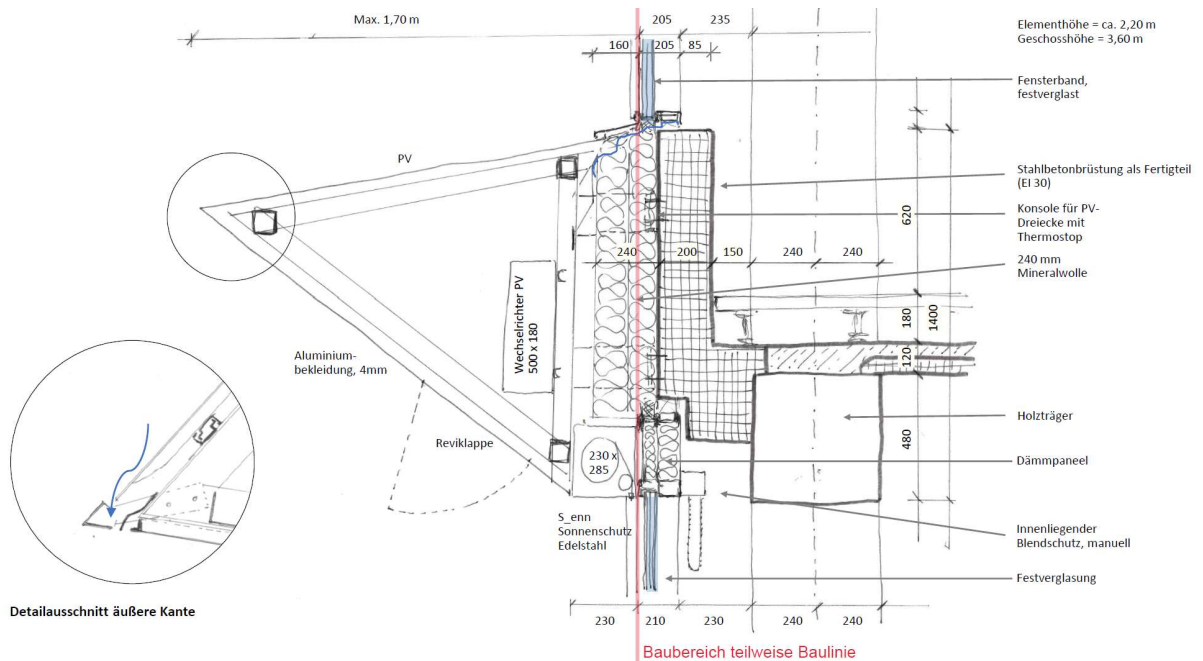 Max. 1,70 m
205
235
160
205
85
Elementhöhe = ca. 2,20 m
Geschosshöhe = 3,60 m
Fensterband,
festverglast
PV
Stahlbetonbrüstung als Fertigteil
(EI 30)
Konsole für PV-
Dreiecke mit
Thermostop
240 mm
Mineralwolle
620
240
200
150
240
240
Wechselrichter PV
500 x 180
180
1400
120
Aluminium-
bekleidung, 4mm
Reviklappe
Holzträger
480
Dämmpaneel
230 x
285
S_enn
Sonnenschutz
Edelstahl
Innenliegender
Blendschutz, manuell
Festverglasung
Detailausschnitt äußere Kante
230
210
230
240
240
Baubereich teilweise Baulinie